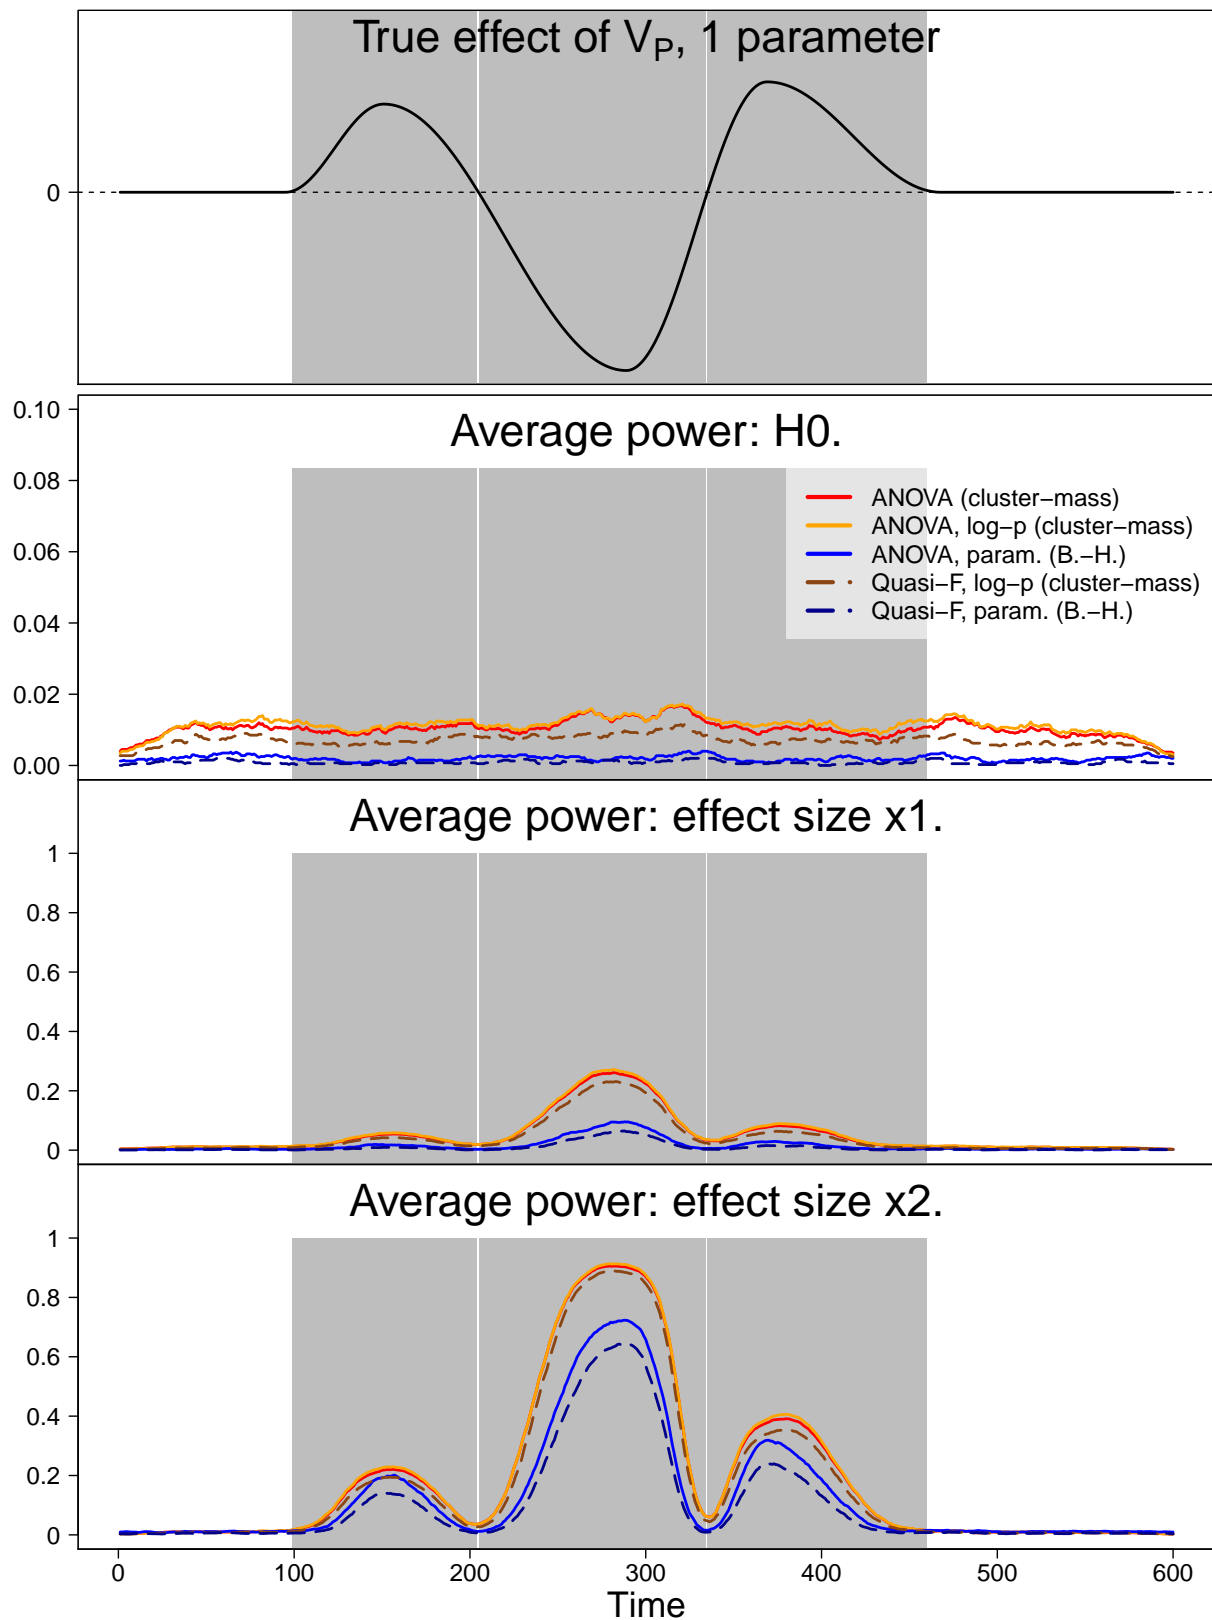 True effect of V_P, 1 parameter
0
Average power: H0.
0.10
0.08
0.06
0.04
0.02
0.00
ANOVA (cluster−mass)
ANOVA, log−p (cluster−mass)
ANOVA, param. (B.−H.)
Quasi−F, log−p (cluster−mass)
Quasi−F, param. (B.−H.)
Average power: effect size x1.
1
0.8
0.6
0.4
0.2
0
Average power: effect size x2.
1
0.8
0.6
0.4
0.2
0
0 100 200 300 400 500 600
Time